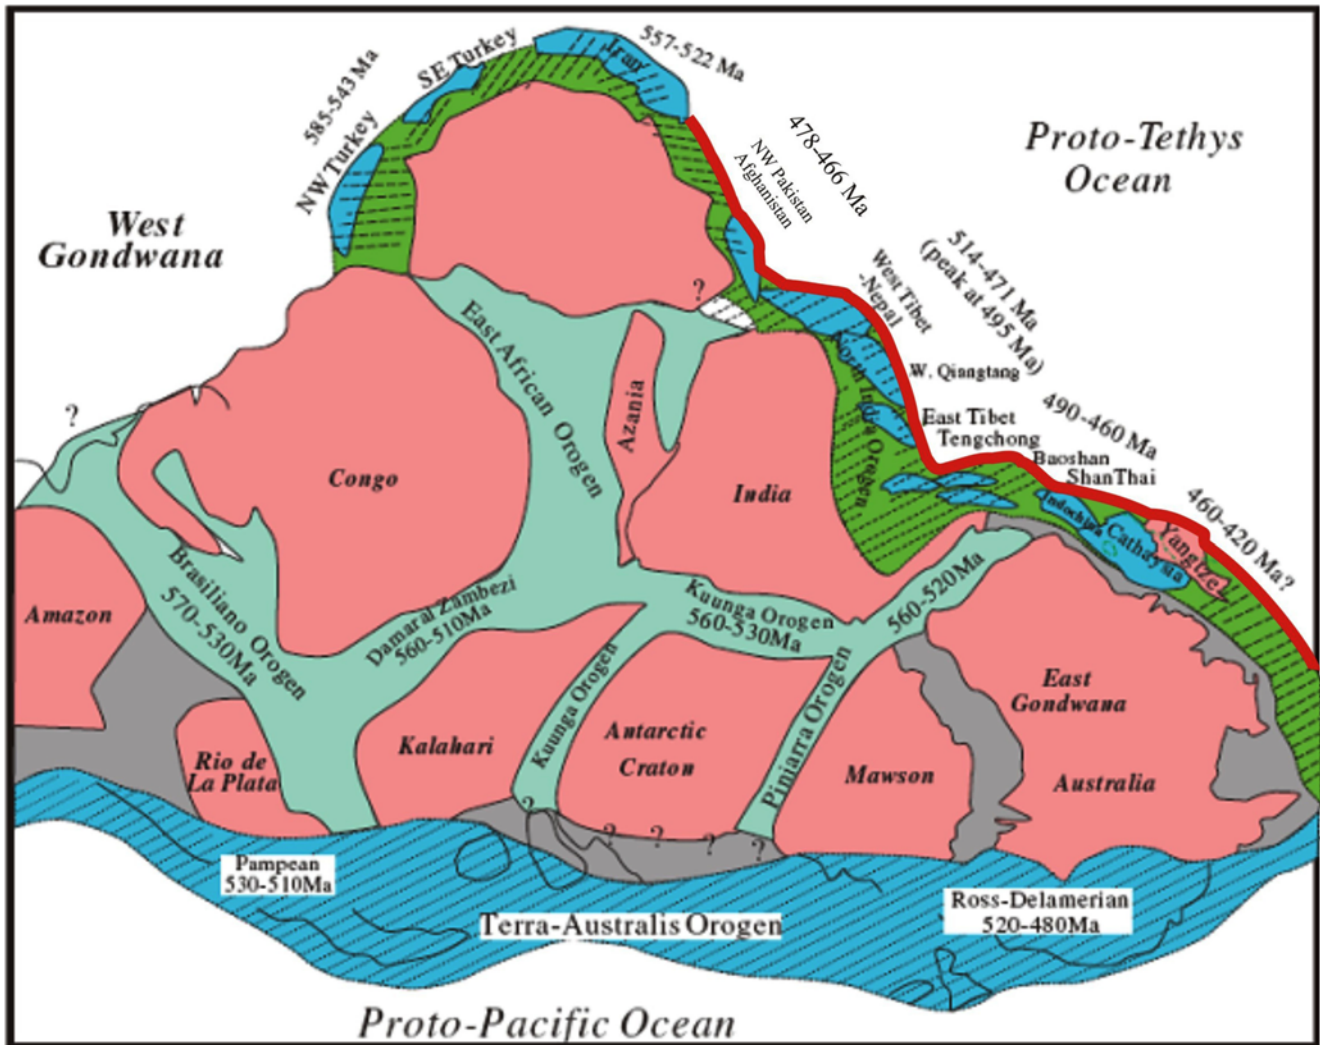 557-522 Ma
SE Turkey
Iran
585-543 Ma
NW Turkey
478-466 Ma
NW Pakistan
Afghanistan
Proto-Tethys
Ocean
West
Gondwana
514-471 Ma
(peak at 495 Ma)
West Tibet
-Nepal
?
East African Orogen
North India Orogen
W. Qiangtang
Azania
?
490-460 Ma
East Tibet
Tengchong
Baoshan
ShanThai
Congo
India
460-420 Ma?
Indochina
Cathaysia
Yangtze
Amazon
Brasiliano Orogen
570-530Ma
Damaral Zambezi
560-510Ma
Kuunga Orogen
560-530Ma
560-520Ma
East
Gondwana
Kuunga Orogen
Antarctic
Craton
Pinjarra Orogen
Rio de
La Plata
Kalahari
Mawson
Australia
?
?
?
?
?
Pampean
530-510Ma
Terra-Australis Orogen
Ross-Delamerian
520-480Ma
Proto-Pacific Ocean